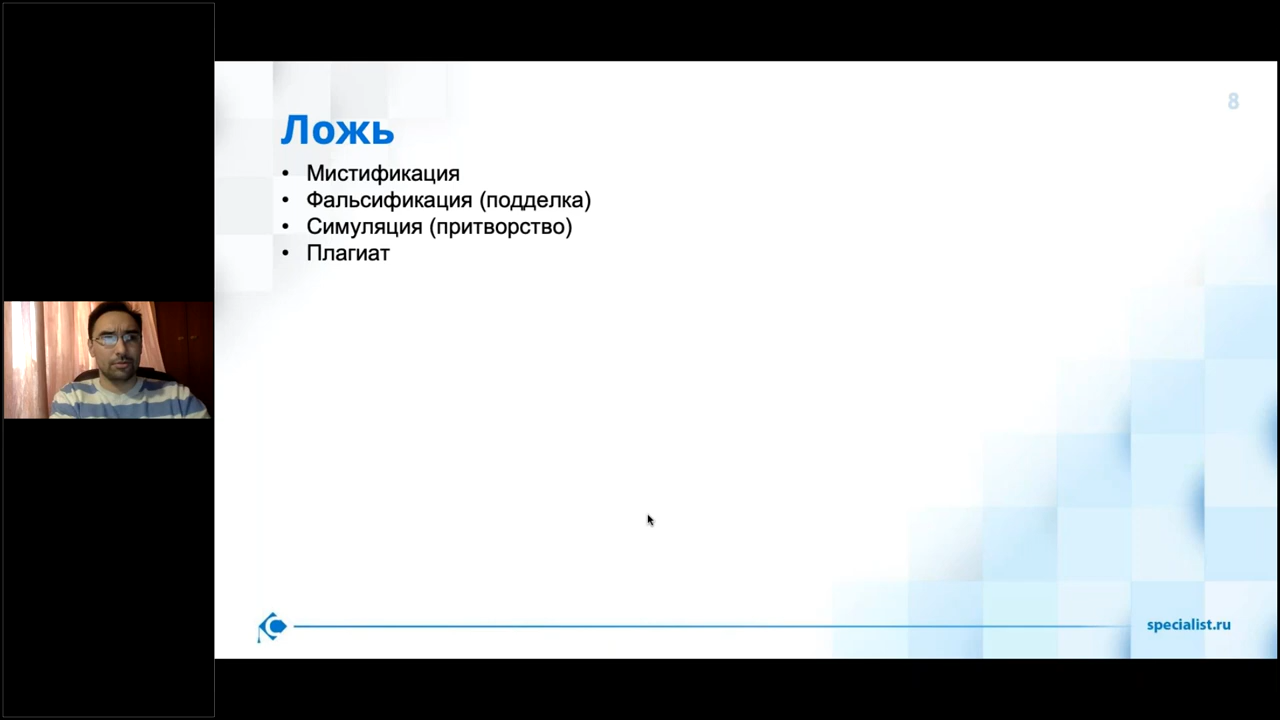 8
Ложь
• Мистификация
• Фальсификация (подделка)
• Симуляция (притворство)
• Плагиат
specialist.ru